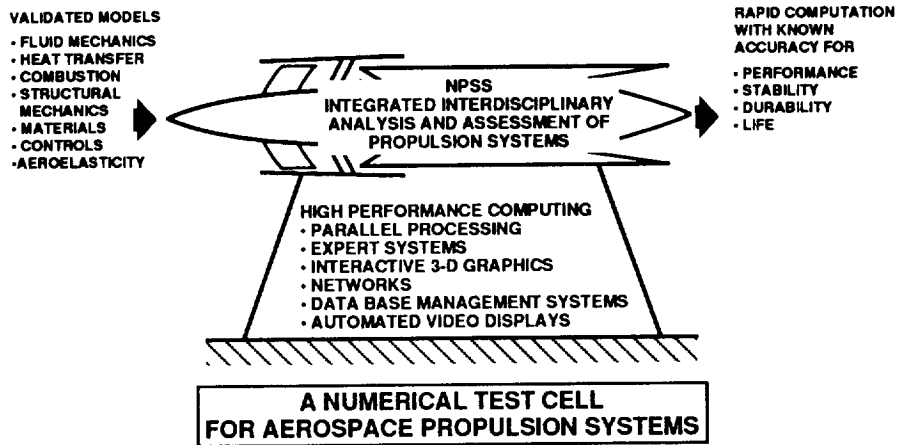 VALIDATED MODELS
• FLUID MECHANICS
• HEAT TRANSFER
• COMBUSTION
• STRUCTURAL
MECHANICS
• MATERIALS
• CONTROLS
•AEROELASTICITY
NPSS
INTEGRATED INTERDISCIPLINARY
ANALYSIS AND ASSESSMENT OF
PROPULSION SYSTEMS
RAPID COMPUTATION
WITH KNOWN
ACCURACY FOR
• PERFORMANCE
• STABILITY
• DURABILITY
• LIFE
HIGH PERFORMANCE COMPUTING
• PARALLEL PROCESSING
• EXPERT SYSTEMS
• INTERACTIVE 3-D GRAPHICS
• NETWORKS
• DATA BASE MANAGEMENT SYSTEMS
• AUTOMATED VIDEO DISPLAYS
A NUMERICAL TEST CELL
FOR AEROSPACE PROPULSION SYSTEMS